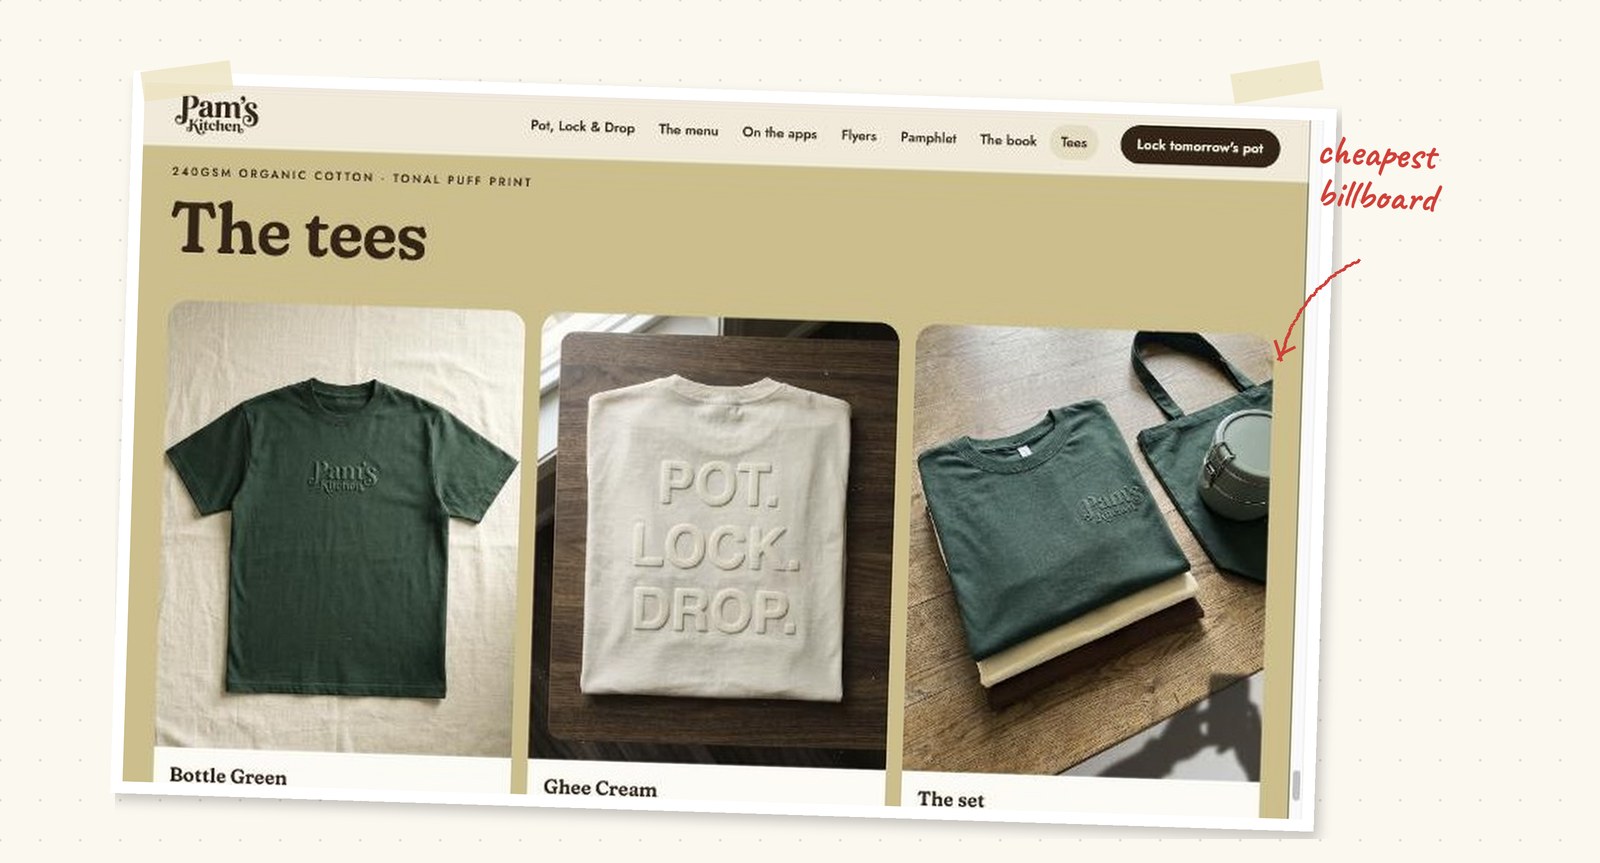 Pam's
Kitchen
Pot, Lock & Drop
The menu
On the apps
Flyers
Pamphlet
The book
Tees
Lock tomorrow's pot
cheapest
billboard
240GSM ORGANIC COTTON · TONAL PUFF PRINT
The tees
Pam's
Kitchen
POT.
LOCK.
DROP.
Pam's
Kitchen
Bottle Green
Ghee Cream
The set